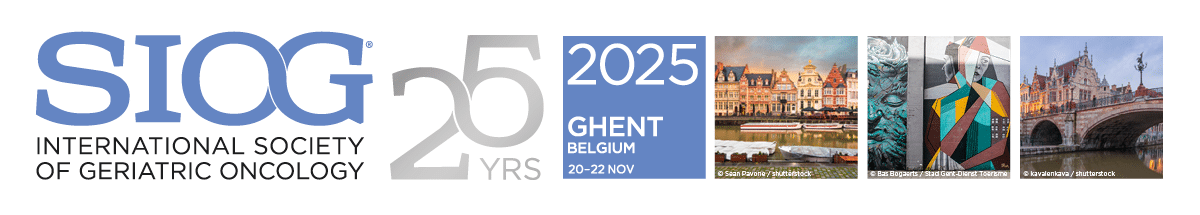 SIOG®
INTERNATIONAL SOCIETY
OF GERIATRIC ONCOLOGY
25
YRS
2025
GHENT
BELGIUM
20–22 NOV
© Sean Pavone / shutterstock
© Bas Bogaerts / Stad Gent-Dienst Toerisme
© kavalenkava / shutterstock